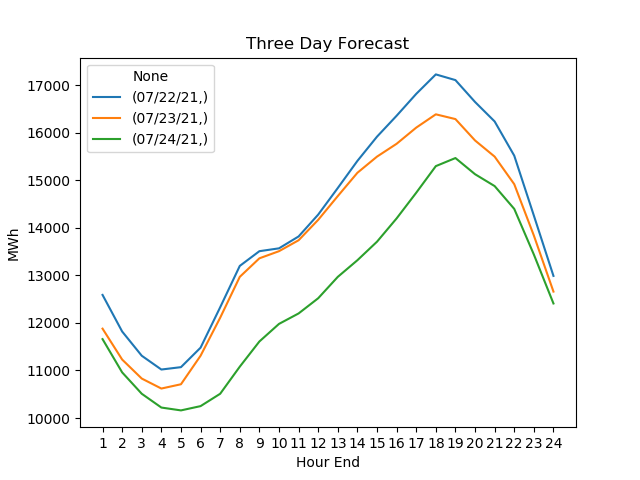 Three Day Forecast
None
(07/22/21,)
(07/23/21,)
(07/24/21,)
MWh
17000
16000
15000
14000
13000
12000
11000
10000
1 2 3 4 5 6 7 8 9 10 11 12 13 14 15 16 17 18 19 20 21 22 23 24
Hour End